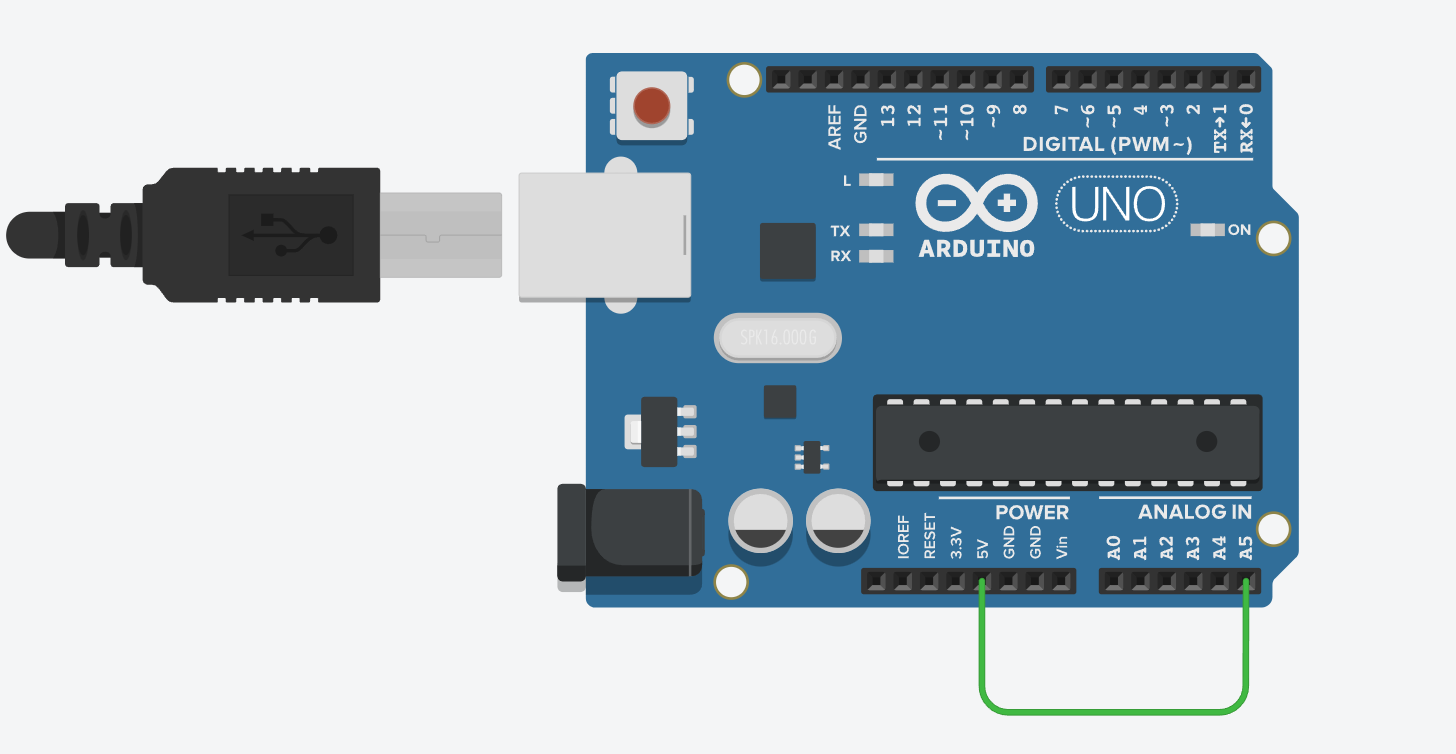 AREF
GND
13
12
~11
~10
~9
8
7
~6
~5
4
~3
2
TX→1
RX←0
DIGITAL (PWM~)
L
TX
RX
UNO
ON
ARDUINO
SPK16.000G
POWER
ANALOG IN
IOREF
RESET
3.3V
5V
GND
GND
Vin
A0
A1
A2
A3
A4
A5